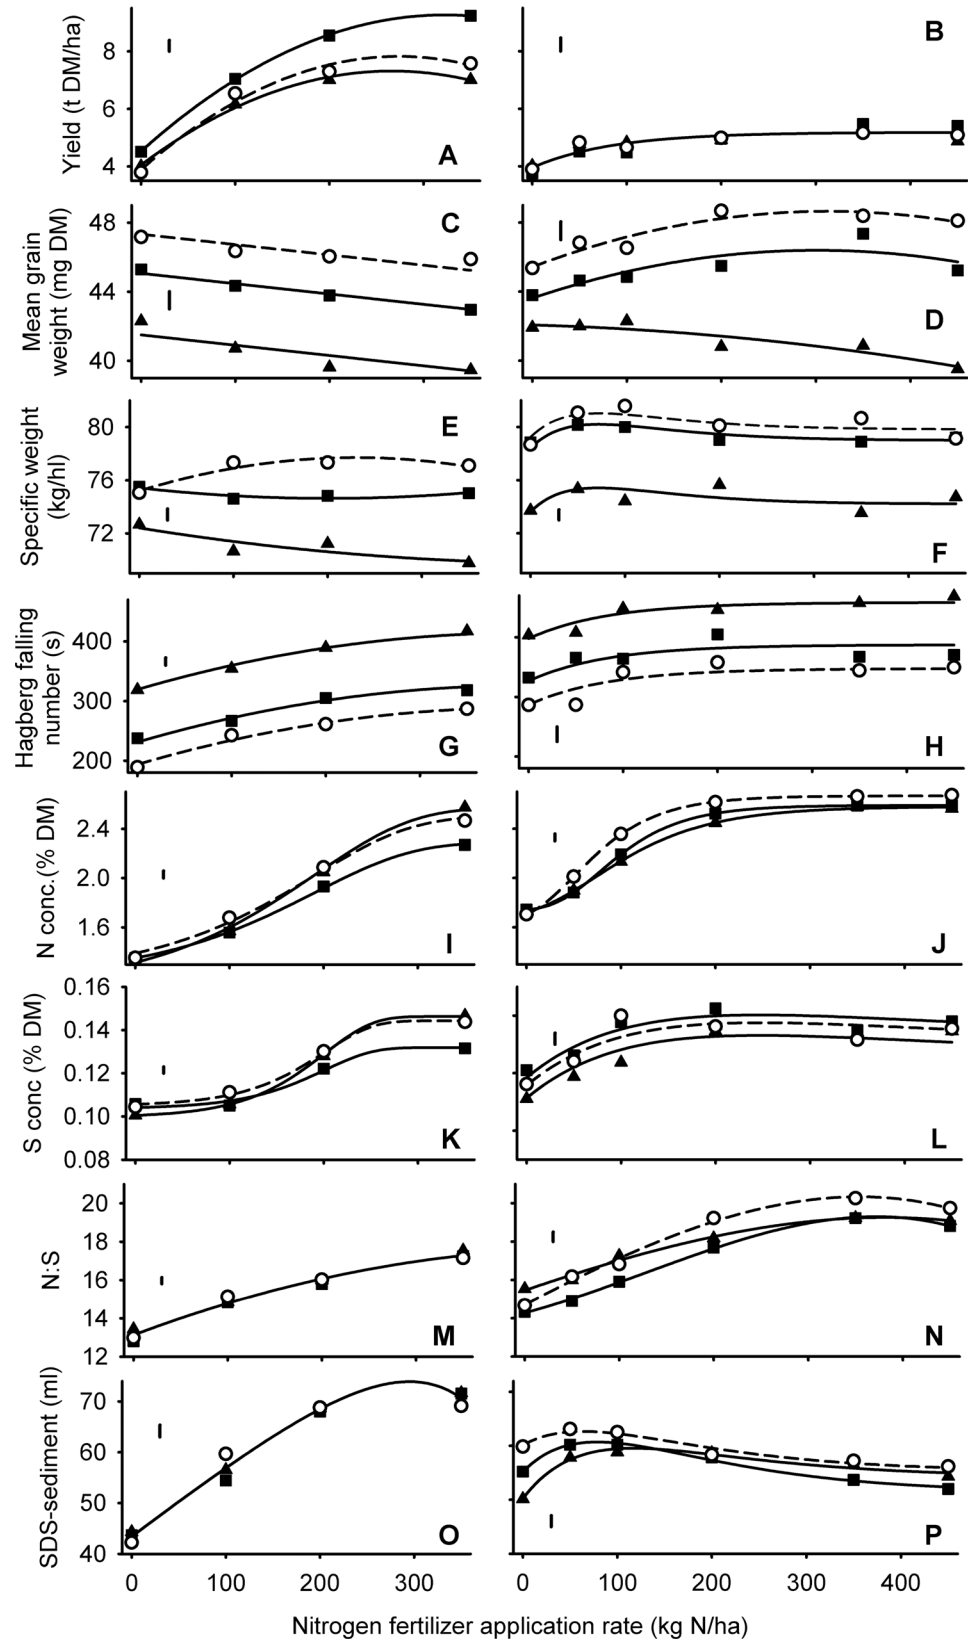 Yield (t DM/ha)
8
6
4
A
B
Mean grain
weight (mg DM)
48
44
40
C
D
Specific weight
(kg/hl)
80
76
72
E
F
Hagberg falling
number (s)
400
300
200
G
H
N conc.(% DM)
2.4
2.0
1.6
I
J
S conc (% DM)
0.16
0.14
0.12
0.10
0.08
K
L
N:S
20
18
16
14
12
M
N
SDS-sediment (ml)
70
60
50
40
O
P
0 100 200 300 0 100 200 300 400
Nitrogen fertilizer application rate (kg N/ha)